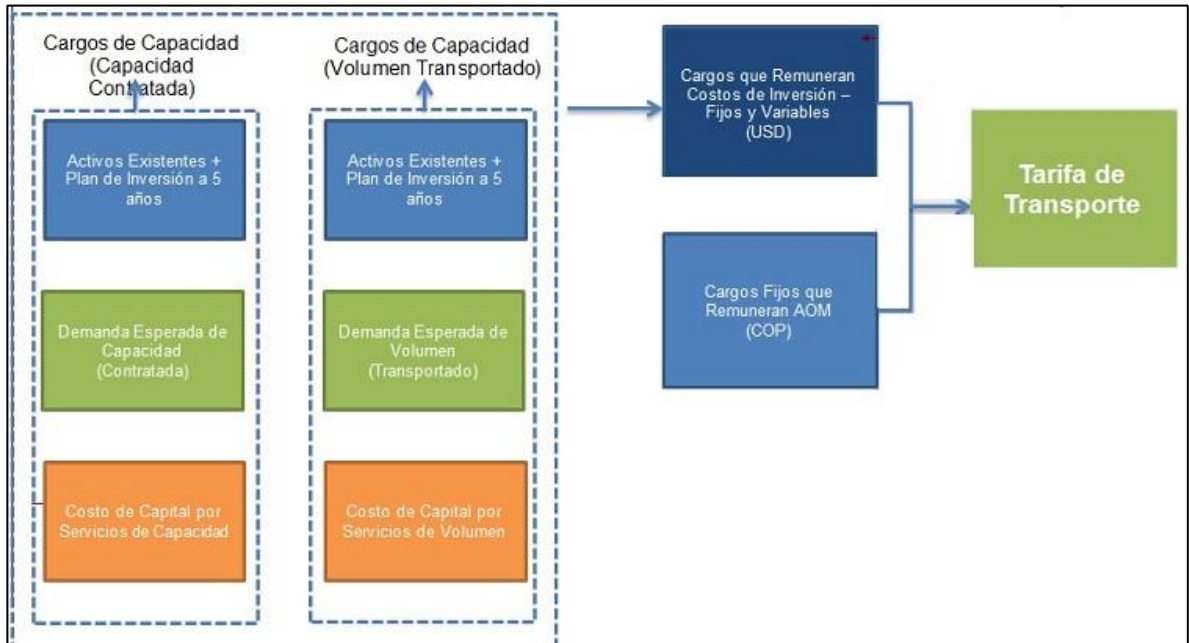 Cargos de Capacidad
(Capacidad
Contratada)
Activos Existentes +
Plan de Inversión a 5
años
Demanda Esperada de
Capacidad
(Contratada)
Costo de Capital por
Servicios de Capacidad
Cargos de Capacidad
(Volumen Transportado)
Activos Existentes +
Plan de Inversión a 5
años
Demanda Esperada de
Volumen
(Transportado)
Costo de Capital por
Servicios de Volumen
Cargos que Remuneran
Costos de Inversión –
Fijos y Variables
(USD)
Cargos Fijos que
Remuneran AOM
(COP)
Tarifa de
Transporte